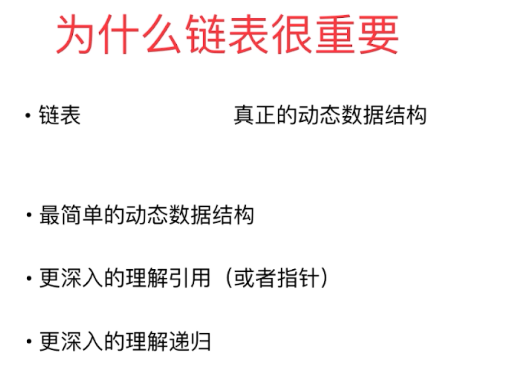 为什么链表很重要
• 链表 真正的动态数据结构
• 最简单的动态数据结构
• 更深入的理解引用（或者指针）
• 更深入的理解递归